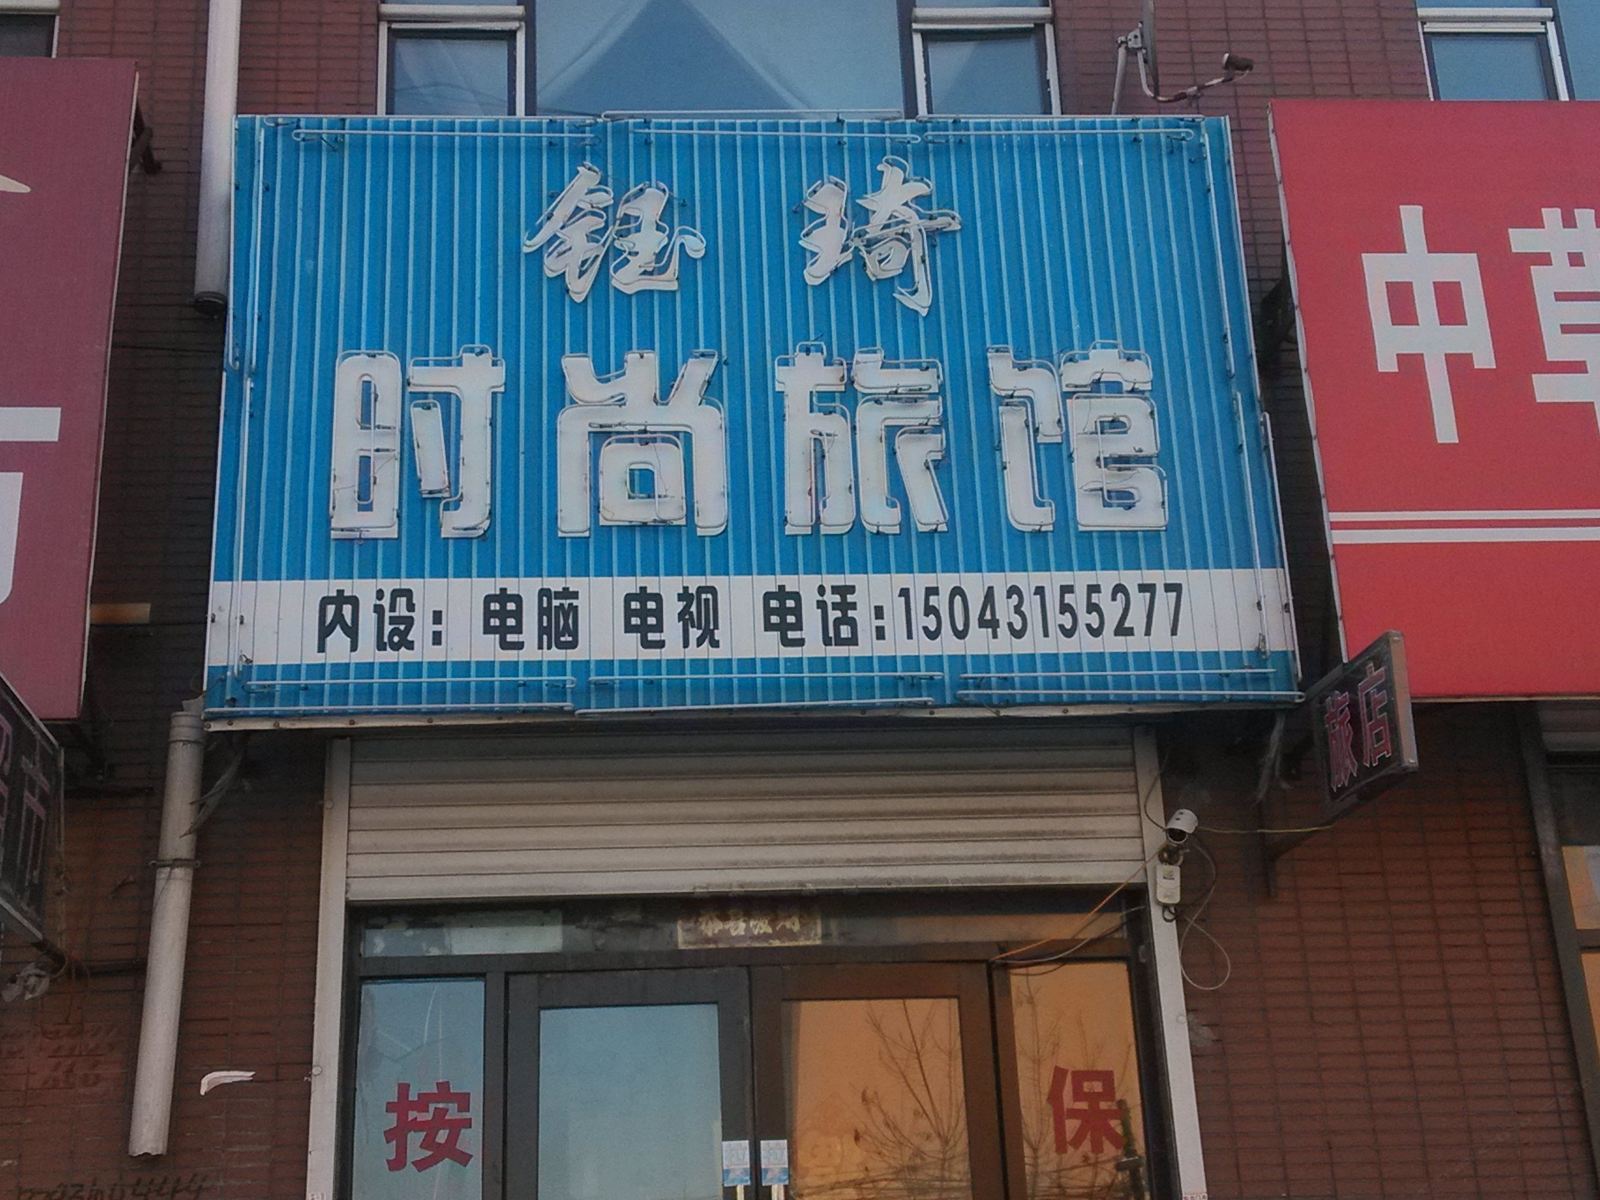 钰琦
时尚旅馆
内设：电脑 电视 电话：15043155277
中草
旅店
按
保